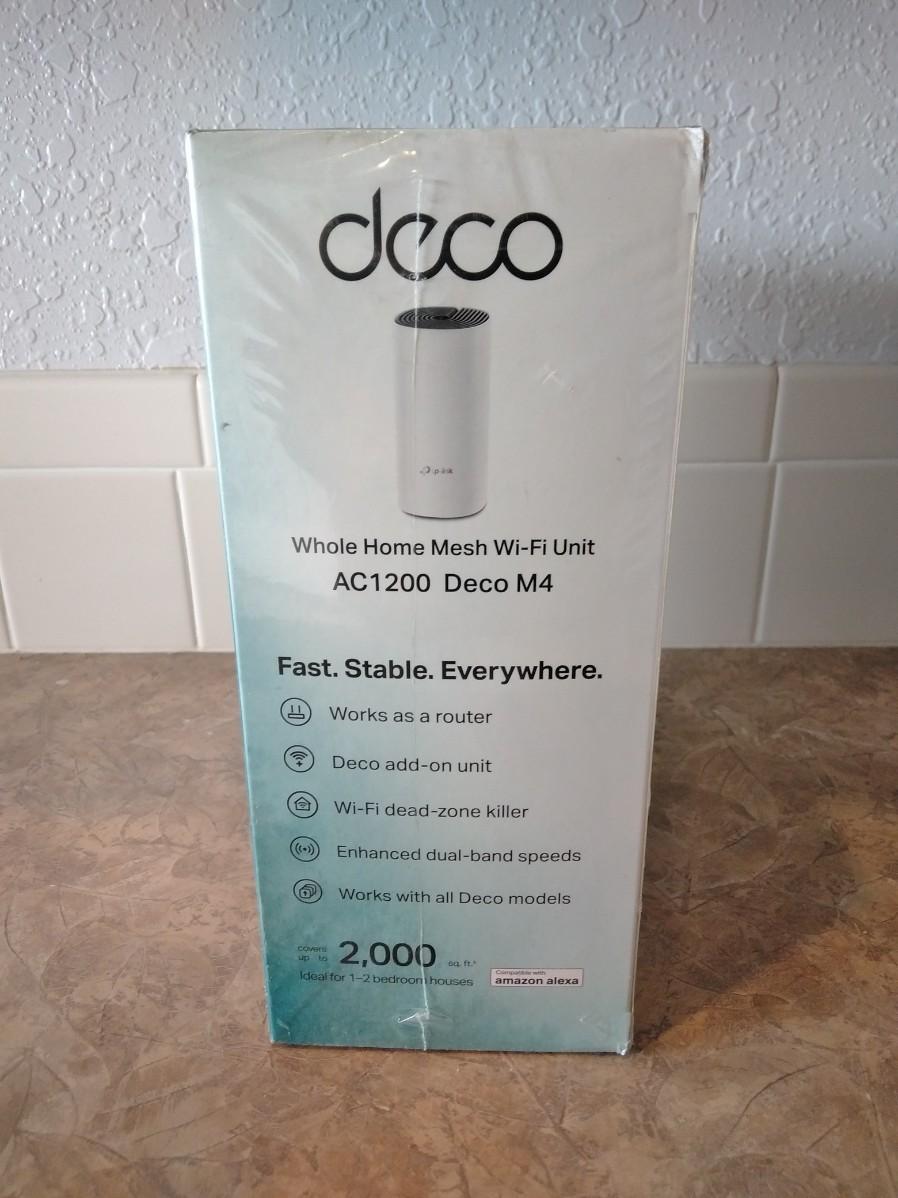 deco
tp-link
Whole Home Mesh Wi-Fi Unit
AC1200 Deco M4
Fast. Stable. Everywhere.
Works as a router
Deco add-on unit
Wi-Fi dead-zone killer
Enhanced dual-band speeds
Works with all Deco models
covers
up to 2,000 sq. ft.*
Ideal for 1–2 bedroom houses
Compatible with
amazon alexa